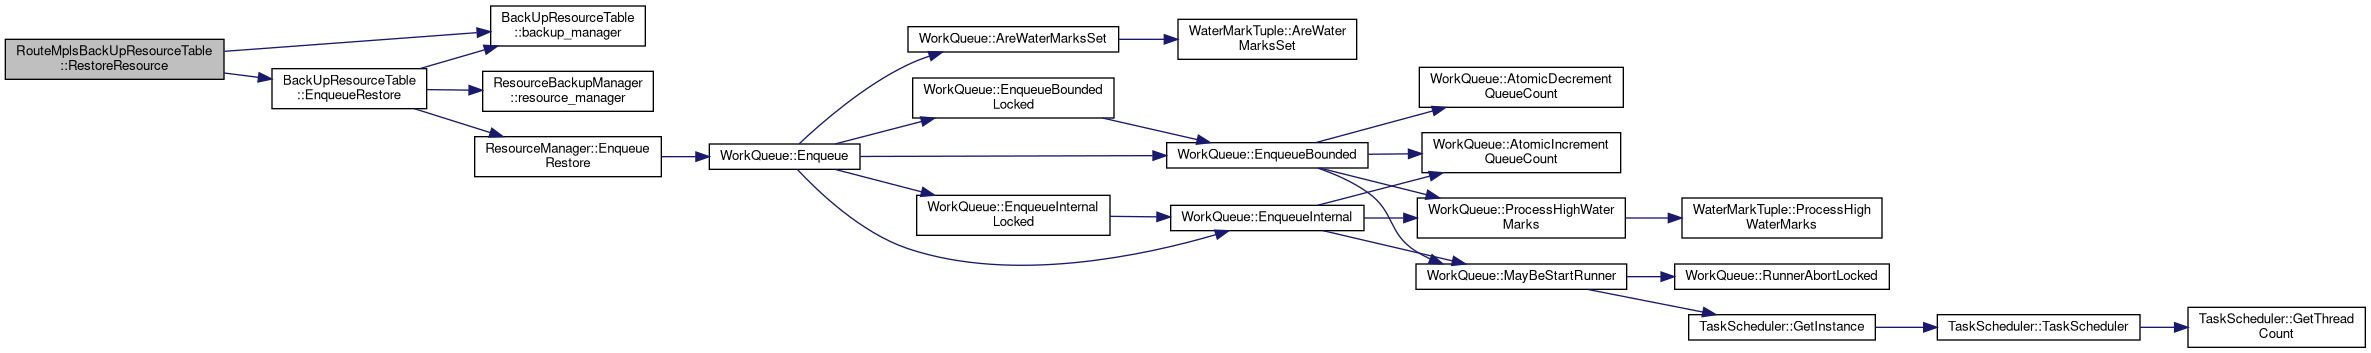 RouteMplsBackUpResourceTable
::RestoreResource
BackUpResourceTable
::backup_manager
BackUpResourceTable
::EnqueueRestore
ResourceBackupManager
::resource_manager
ResourceManager::Enqueue
Restore
WorkQueue::Enqueue
WorkQueue::AreWaterMarksSet
WaterMarkTuple::AreWater
MarksSet
WorkQueue::EnqueueBounded
Locked
WorkQueue::EnqueueBounded
WorkQueue::EnqueueInternal
Locked
WorkQueue::EnqueueInternal
WorkQueue::AtomicDecrement
QueueCount
WorkQueue::AtomicIncrement
QueueCount
WorkQueue::ProcessHighWater
Marks
WaterMarkTuple::ProcessHigh
WaterMarks
WorkQueue::MayBeStartRunner
WorkQueue::RunnerAbortLocked
TaskScheduler::GetInstance
TaskScheduler::TaskScheduler
TaskScheduler::GetThread
Count